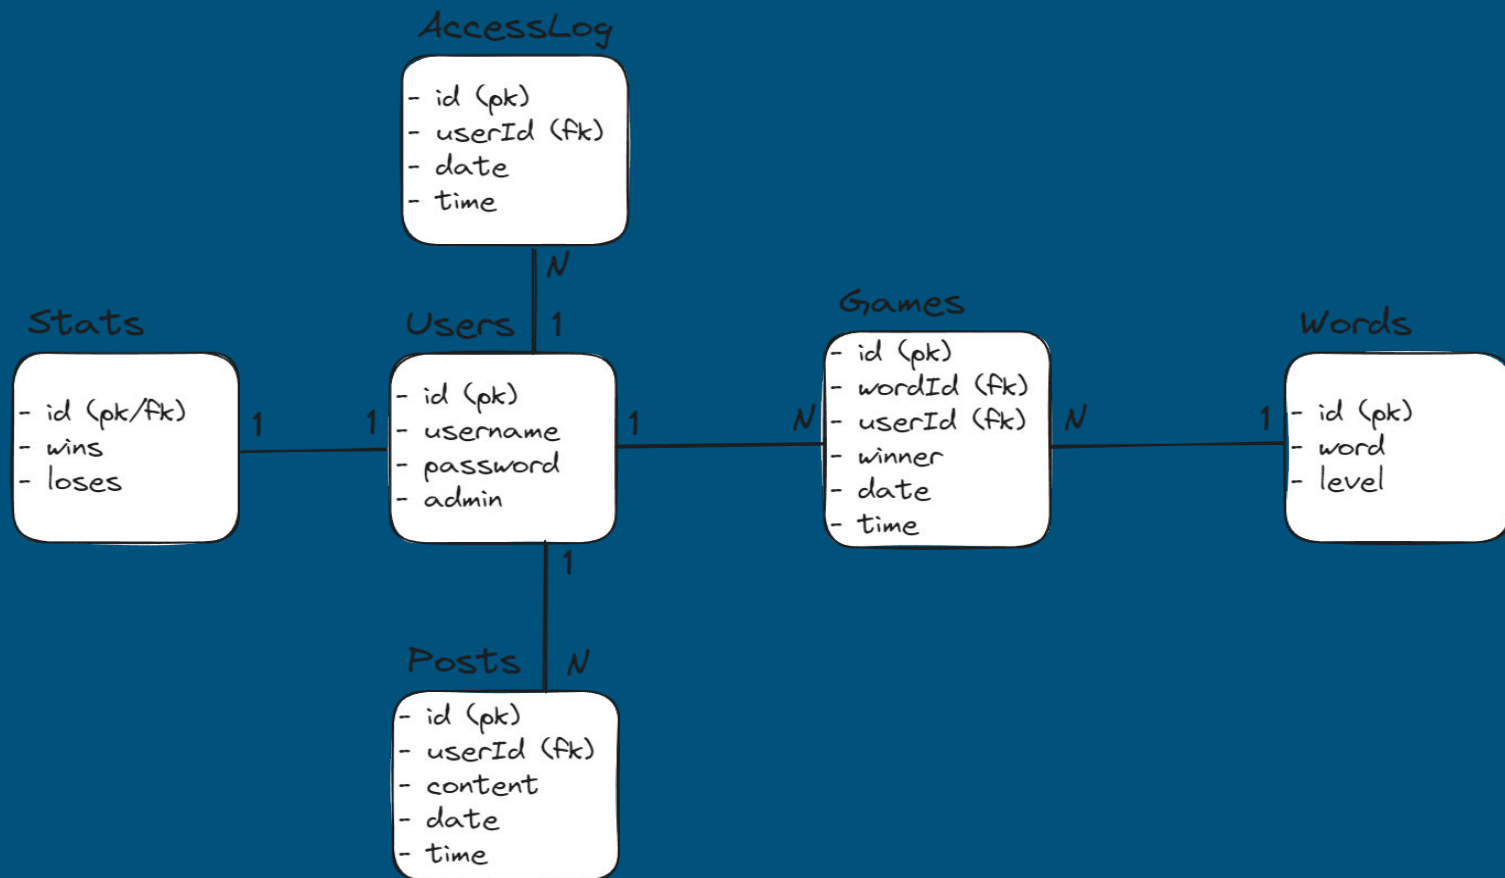 AccessLog
- id (pk)
- userId (fk)
- date
- time
N
1
Stats
- id (pk/fk)
- wins
- loses
1
1
Users
- id (pk)
- username
- password
- admin
1
N
Games
- id (pk)
- wordId (fk)
- userId (fk)
- winner
- date
- time
N
1
Words
- id (pk)
- word
- level
1
N
Posts
- id (pk)
- userId (fk)
- content
- date
- time